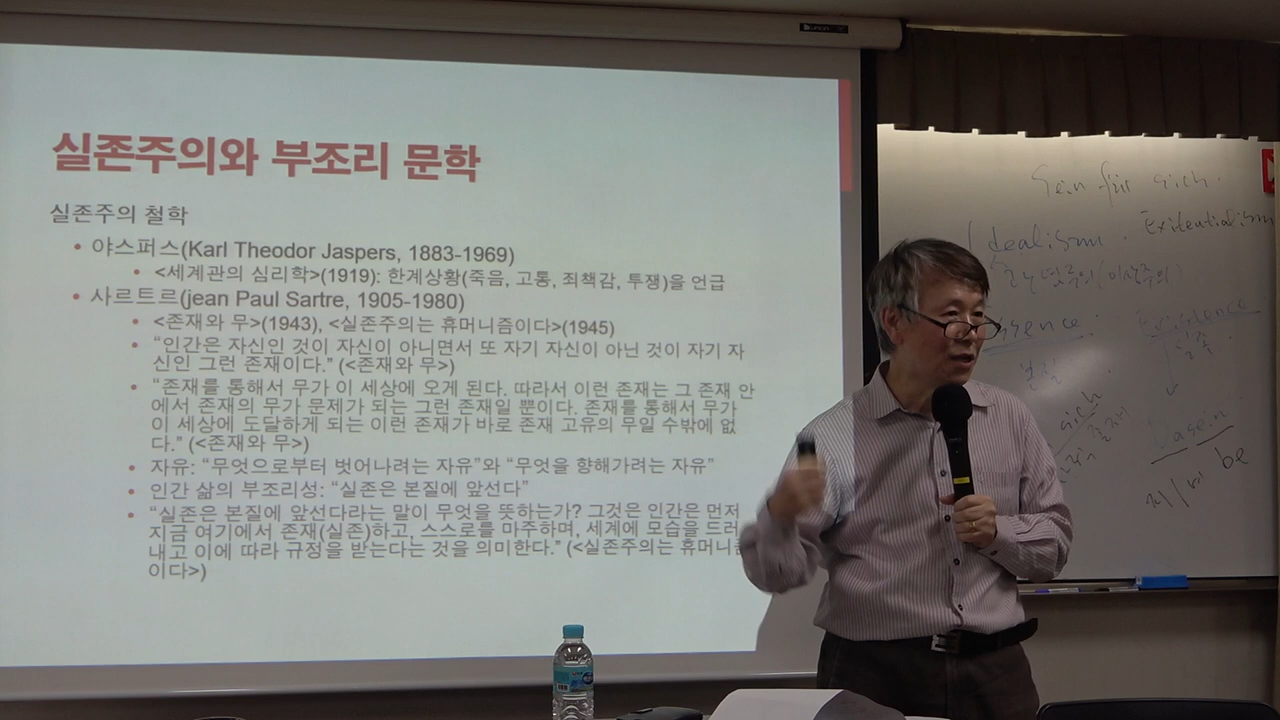 실존주의와 부조리 문학
실존주의 철학
• 야스퍼스(Karl Theodor Jaspers, 1883-1969)
• <세계관의 심리학>(1919): 한계상황(죽음, 고통, 죄책감, 투쟁)을 언급
• 사르트르(jean Paul Sartre, 1905-1980)
• <존재와 무>(1943), <실존주의는 휴머니즘이다>(1945)
• “인간은 자신인 것이 자신이 아니면서 또 자기 자신이 아닌 것이 자기 자
신인 그런 존재이다.” (<존재와 무>)
• “존재를 통해서 무가 이 세상에 오게 된다. 따라서 이런 존재는 그 존재 안
에서 존재의 무가 문제가 되는 그런 존재일 뿐이다. 존재를 통해서 무가
이 세상에 도달하게 되는 이런 존재가 바로 존재 고유의 무일 수밖에 없
다.” (<존재와 무>)
• 자유: “무엇으로부터 벗어나려는 자유”와 “무엇을 향해가려는 자유”
• 인간 삶의 부조리성: “실존은 본질에 앞선다”
• “실존은 본질에 앞선다라는 말이 무엇을 뜻하는가? 그것은 인간은 먼저
지금 여기에서 존재(실존)하고, 스스로를 마주하며, 세계에 모습을 드러
내고 이에 따라 규정을 받는다는 것을 의미한다.” (<실존주의는 휴머니즘
이다>)
Sein für sich.
Idealism . Existentialism
(이상주의)
ssence : Existence
본질 실존
sich
Dasein
be